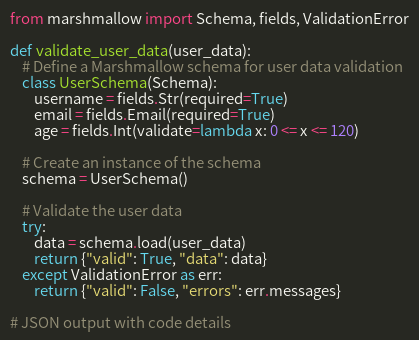 from marshmallow import Schema, fields, ValidationError

def validate_user_data(user_data):
    # Define a Marshmallow schema for user data validation
    class UserSchema(Schema):
        username = fields.Str(required=True)
        email = fields.Email(required=True)
        age = fields.Int(validate=lambda x: 0 <= x <= 120)

    # Create an instance of the schema
    schema = UserSchema()

    # Validate the user data
    try:
        data = schema.load(user_data)
        return {"valid": True, "data": data}
    except ValidationError as err:
        return {"valid": False, "errors": err.messages}

# JSON output with code details